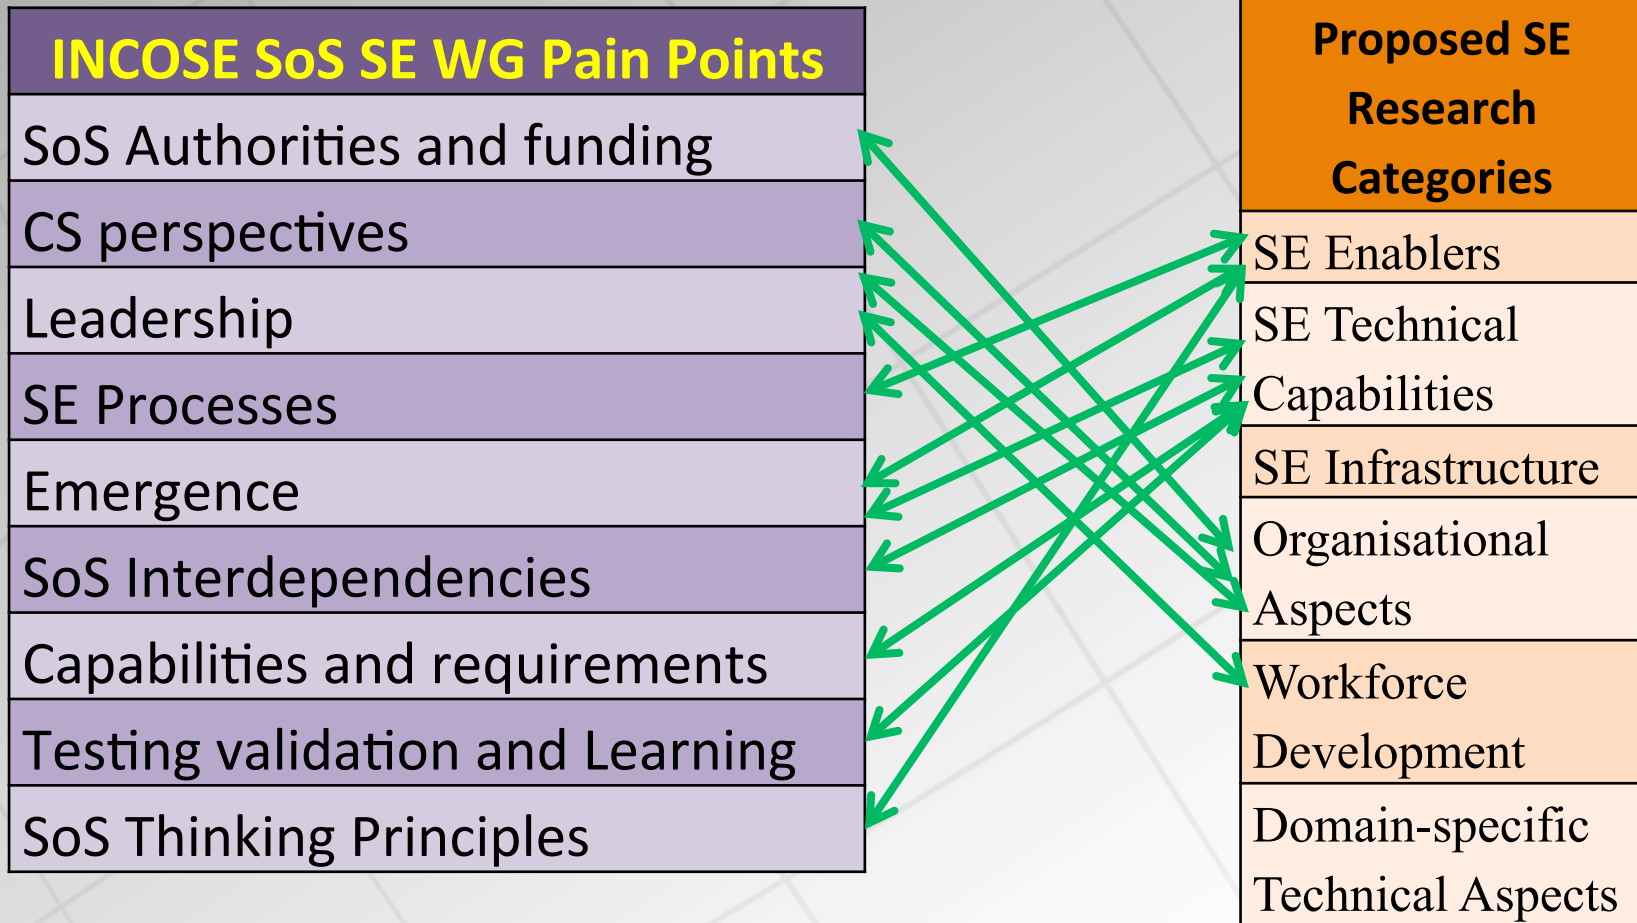 INCOSE SoS SE WG Pain Points
SoS Authorities and funding
CS perspectives
Leadership
SE Processes
Emergence
SoS Interdependencies
Capabilities and requirements
Testing validation and Learning
SoS Thinking Principles
Proposed SE
Research
Categories
SE Enablers
SE Technical
Capabilities
SE Infrastructure
Organisational
Aspects
Workforce
Development
Domain-specific
Technical Aspects